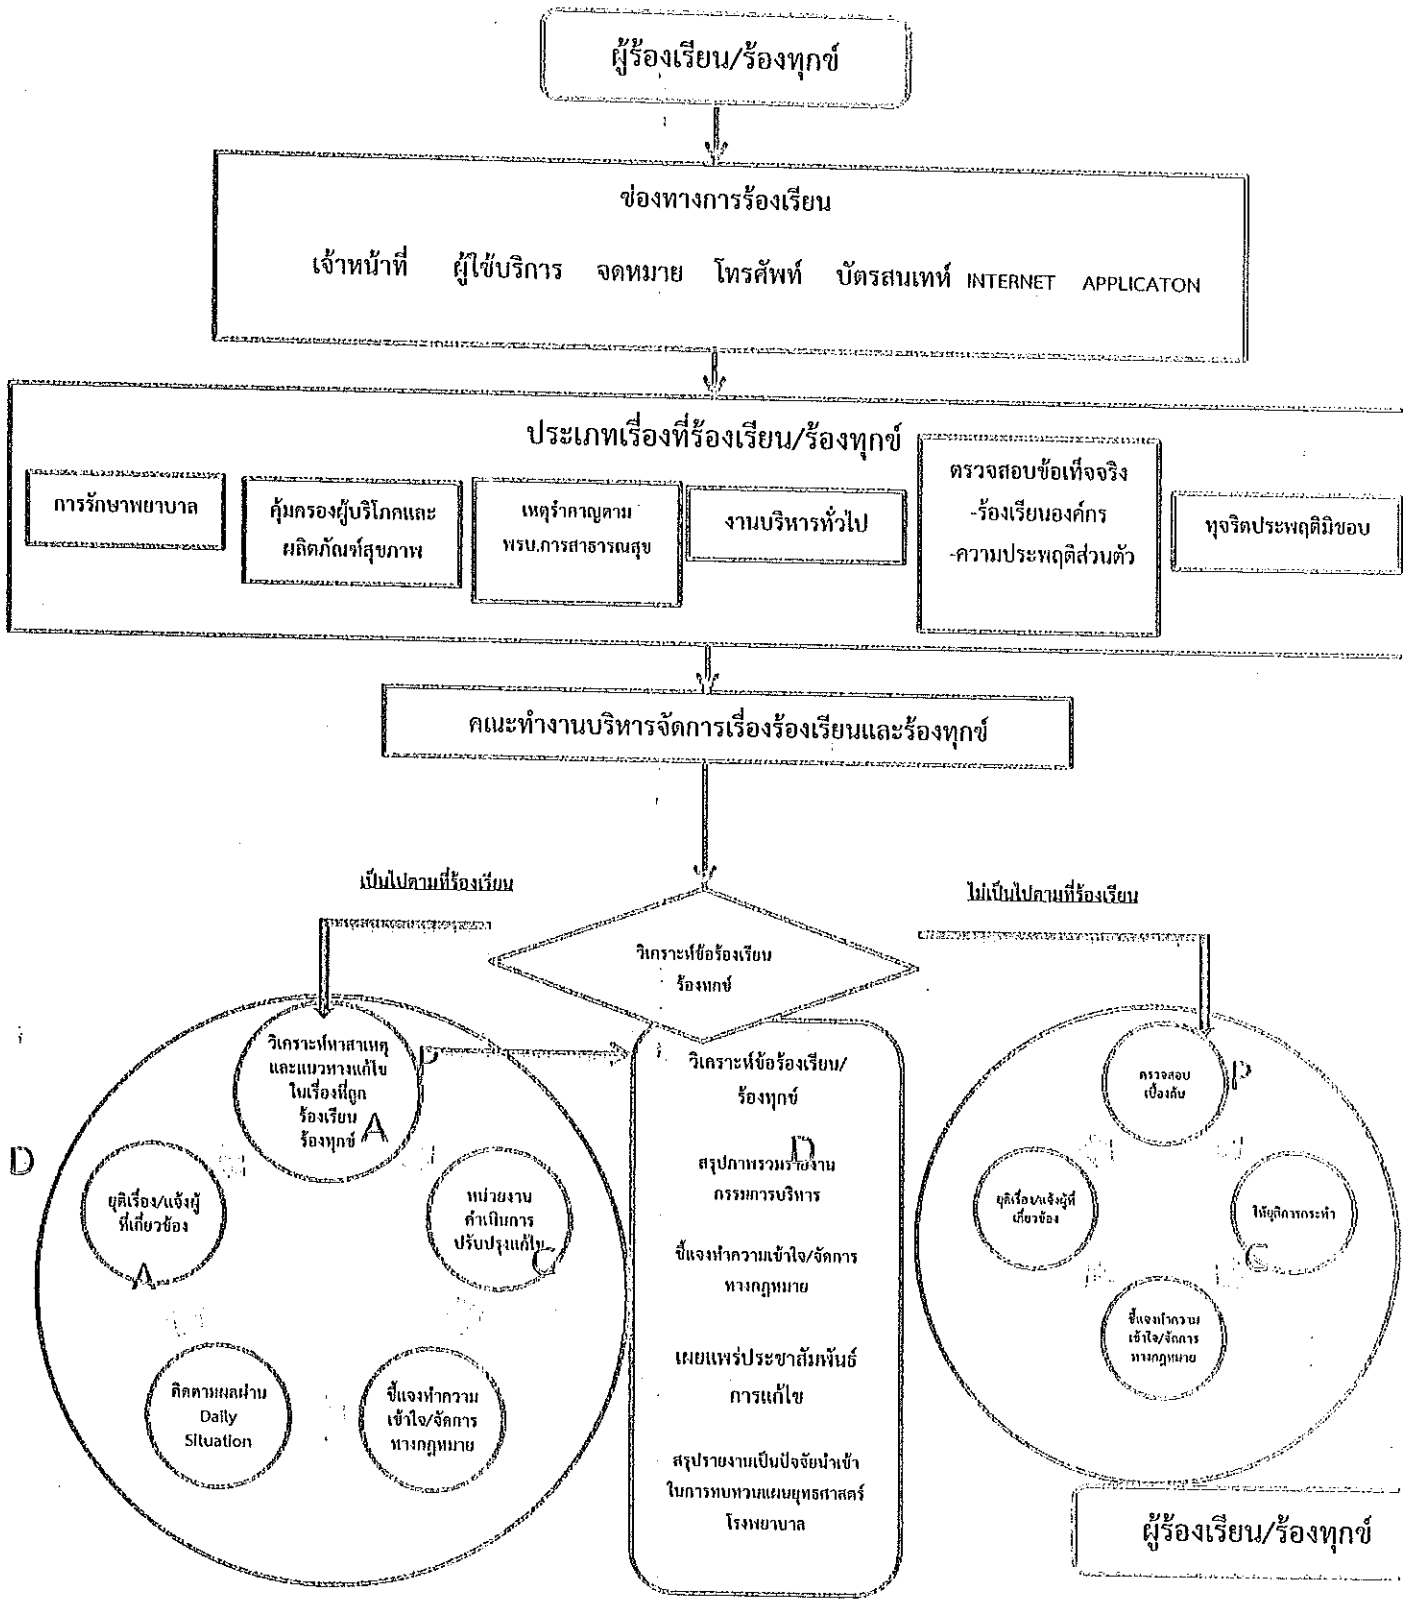 ผู้ร้องเรียน/ร้องทุกข์
ช่องทางการร้องเรียน
เจ้าหน้าที่ ผู้ใช้บริการ จดหมาย โทรศัพท์ บัตรสนเทห์ INTERNET APPLICATON
ประเภทเรื่องที่ร้องเรียน/ร้องทุกข์
การรักษาพยาบาล
คุ้มครองผู้บริโภคและ
ผลิตภัณฑ์สุขภาพ
เหตุรำกาญตาม
พรบ.การสาธารณสุข
งานบริหารทั่วไป
ตรวจสอบข้อเท็จจริง
-ร้องเรียนองค์กร
-ความประพฤติส่วนตัว
ทุจริตประพฤติมิชอบ
คณะทำงานบริหารจัดการเรื่องร้องเรียนและร้องทุกข์
เป็นไปตามที่ร้องเรียน
ไม่เป็นไปตามที่ร้องเรียน
วิเคราะห์ข้อร้องเรียน
ร้องทุกข์
วิเคราะห์หาสาเหตุ
และแนวทางแก้ไข
ในเรื่องที่ถูก
ร้องเรียน
ร้องทุกข์
P
A
D
ยุติเรื่อง/แจ้งผู้
ที่เกี่ยวข้อง
A
หน่วยงาน
ดำเนินการ
ปรับปรุงแก้ไข
C
ติดตามผลผ่าน
Daily
Situation
ชี้แจงทำความ
เข้าใจ/จัดการ
ทางกฎหมาย
วิเคราะห์ข้อร้องเรียน/
ร้องทุกข์
D
สรุปภาพรวมรายงาน
กรรมการบริหาร
ชี้แจงทำความเข้าใจ/จัดการ
ทางกฎหมาย
เผยแพร่ประชาสัมพันธ์
การแก้ไข
สรุปรายงานเป็นปัจจัยนำเข้า
ในการทบทวนแผนยุทธศาสตร์
โรงพยาบาล
ตรวจสอบ
เบื้องต้น
P
ยุติเรื่อง/แจ้งผู้ที่
เกี่ยวข้อง
ให้ยุติการกระทำ
C
ชี้แจงทำความ
เข้าใจ/จัดการ
ทางกฎหมาย
ผู้ร้องเรียน/ร้องทุกข์